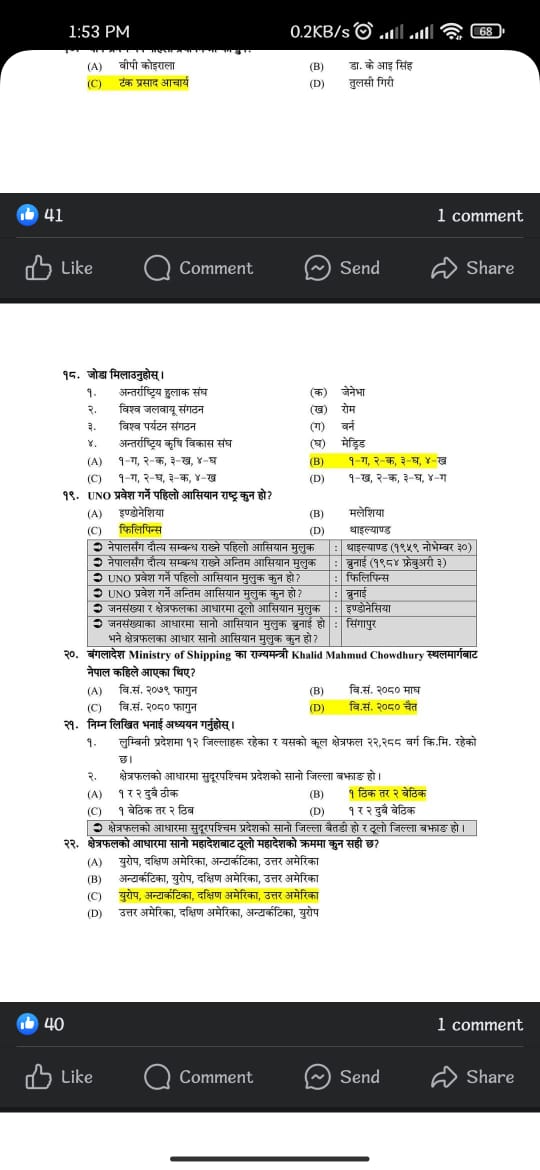 1:53 PM 0.2KB/s 68
(A) वीपी कोइराला (B) डा. के आइ सिंह
(C) टंक प्रसाद आचार्य (D) तुलसी गिरी
41 1 comment
Like Comment Send Share
१८. जोडा मिलाउनुहोस्।
१. अन्तर्राष्ट्रिय हुलाक संघ (क) जेनेभा
२. विश्व जलवायू संगठन (ख) रोम
३. विश्व पर्यटन संगठन (ग) बर्न
४. अन्तर्राष्ट्रिय कृषि विकास संघ (घ) मेड्रिड
(A) १-ग, २-क, ३-ख, ४-घ (B) १-ग, २-क, ३-घ, ४-ख
(C) १-ग, २-घ, ३-क, ४-ख (D) १-ख, २-क, ३-घ, ४-ग
१९. UNO प्रवेश गर्ने पहिलो आसियान राष्ट्र कुन हो?
(A) इण्डोनेशिया (B) मलेशिया
(C) फिलिपिन्स (D) थाइल्याण्ड
➲ नेपालसँग दौत्य सम्बन्ध राख्ने पहिलो आसियान मुलुक : थाइल्याण्ड (१९५९ नोभेम्बर ३०)
➲ नेपालसँग दौत्य सम्बन्ध राख्ने अन्तिम आसियान मुलुक : ब्रुनाई (१९८४ फ्रेबुअरी ३)
➲ UNO प्रवेश गर्ने पहिलो आसियान मुलुक कुन हो? : फिलिपिन्स
➲ UNO प्रवेश गर्ने अन्तिम आसियान मुलुक कुन हो? : ब्रुनाई
➲ जनसंख्या र क्षेत्रफलका आधारमा ठूलो आसियान मुलुक : इण्डोनेसिया
➲ जनसंख्याका आधारमा सानो आसियान मुलुक ब्रुनाई हो : सिंगापुर
भने क्षेत्रफलका आधार सानो आसियान मुलुक कुन हो?
२०. बंगलादेश Ministry of Shipping का राज्यमन्त्री Khalid Mahmud Chowdhury स्थलमार्गबाट
नेपाल कहिले आएका थिए?
(A) वि.सं. २०७९ फागुन (B) वि.सं. २०८० माघ
(C) वि.सं. २०८० फागुन (D) वि.सं. २०८० चैत
२१. निम्न लिखित भनाई अध्ययन गर्नुहोस्।
१. लुम्बिनी प्रदेशमा १२ जिल्लाहरू रहेका र यसको कूल क्षेत्रफल २२,२८८ वर्ग कि.मि. रहेको
छ।
२. क्षेत्रफलको आधारमा सुदूरपश्चिम प्रदेशको सानो जिल्ला बझाङ हो।
(A) १ र २ दुबै ठीक (B) १ ठिक तर २ बेठिक
(C) १ बेठिक तर २ ठिब (D) १ र २ दुबै बेठिक
➲ क्षेत्रफलको आधारमा सुदूरपश्चिम प्रदेशको सानो जिल्ला बैतडी हो र ठूलो जिल्ला बझाङ हो।
२२. क्षेत्रफलको आधारमा सानो महादेशबाट ठूलो महादेशको क्रममा कुन सही छ?
(A) युरोप, दक्षिण अमेरिका, अन्टार्कटिका, उत्तर अमेरिका
(B) अन्टार्कटिका, युरोप, दक्षिण अमेरिका, उत्तर अमेरिका
(C) युरोप, अन्टार्कटिका, दक्षिण अमेरिका, उत्तर अमेरिका
(D) उत्तर अमेरिका, दक्षिण अमेरिका, अन्टार्कटिका, युरोप
40 1 comment
Like Comment Send Share